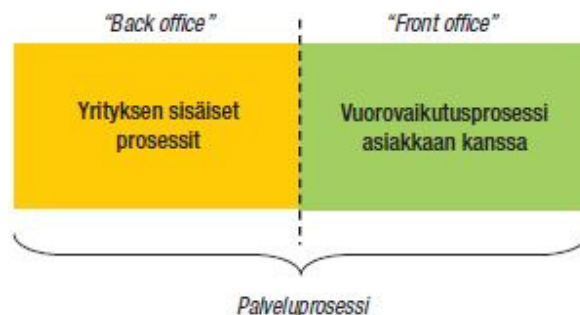 "Back office"
"Front office"
Yrityksen sisäiset
prosessit
Vuorovaikutusprosessi
asiakkaan kanssa
Palveluprosessi